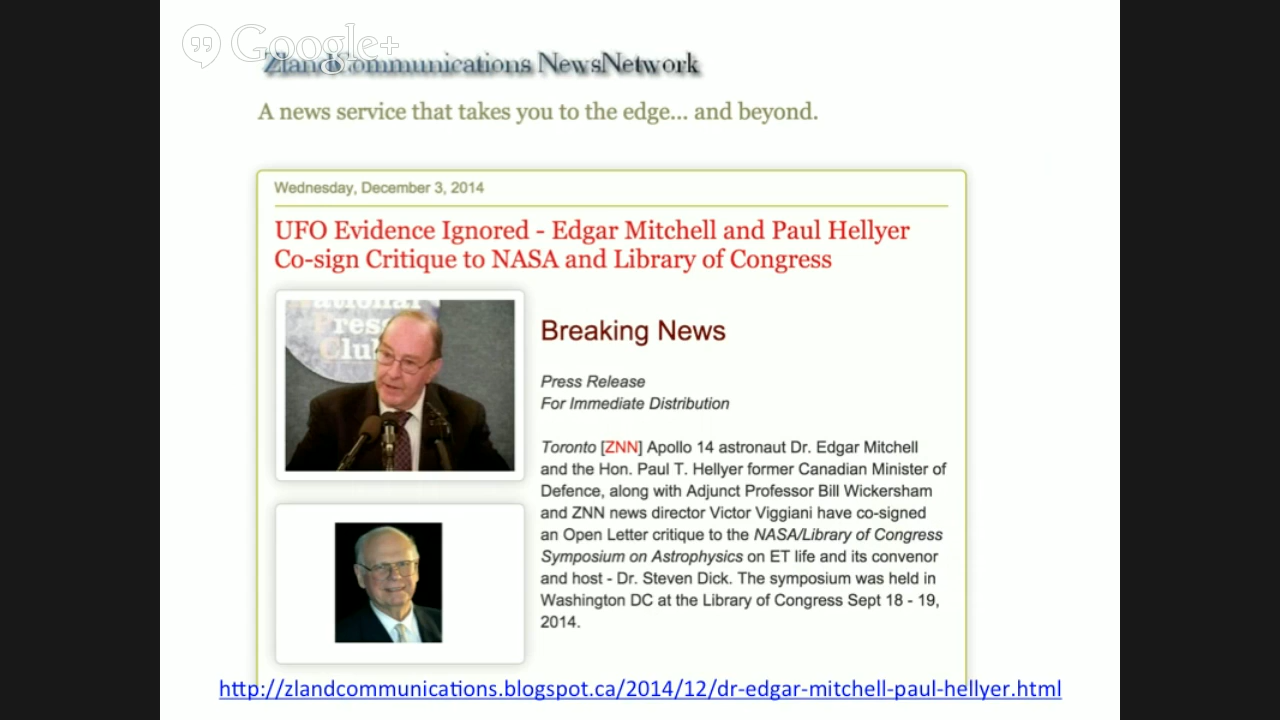 Google+
ZlandCommunications NewsNetwork
A news service that takes you to the edge... and beyond.
Wednesday, December 3, 2014
UFO Evidence Ignored - Edgar Mitchell and Paul Hellyer
Co-sign Critique to NASA and Library of Congress
National
Press
Club
Breaking News
Press Release
For Immediate Distribution
Toronto [ZNN] Apollo 14 astronaut Dr. Edgar Mitchell
and the Hon. Paul T. Hellyer former Canadian Minister of
Defence, along with Adjunct Professor Bill Wickersham
and ZNN news director Victor Viggiani have co-signed
an Open Letter critique to the NASA/Library of Congress
Symposium on Astrophysics on ET life and its convenor
and host - Dr. Steven Dick. The symposium was held in
Washington DC at the Library of Congress Sept 18 - 19,
2014.
http://zlandcommunications.blogspot.ca/2014/12/dr-edgar-mitchell-paul-hellyer.html